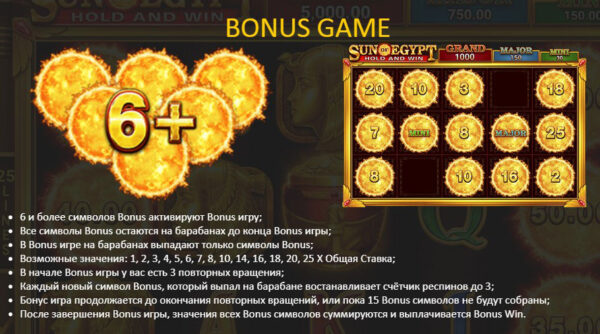 BONUS GAME
6+
SUN OF EGYPT
HOLD AND WIN
GRAND
1000
MAJOR
150
MINI
20 10 3 18
7 MINI 8 MAJOR 25
8 10 16 2
5 000.00
750.00
6 и более символов Bonus активируют Bonus игру;
Все символы Bonus остаются на барабанах до конца Bonus игры;
В Bonus игре на барабанах выпадают только символы Bonus;
Возможные значения: 1, 2, 3, 4, 5, 6, 7, 8, 10, 14, 16, 18, 20, 25 X Общая Ставка;
В начале Bonus игры у вас есть 3 повторных вращения;
Каждый новый символ Bonus, который выпал на барабане востанавливает счётчик респинов до 3;
Бонус игра продолжается до окончания повторных вращений, или пока 15 Bonus символов не будут собраны;
После завершения Bonus игры, значения всех Bonus символов суммируются и выплачивается Bonus Win.